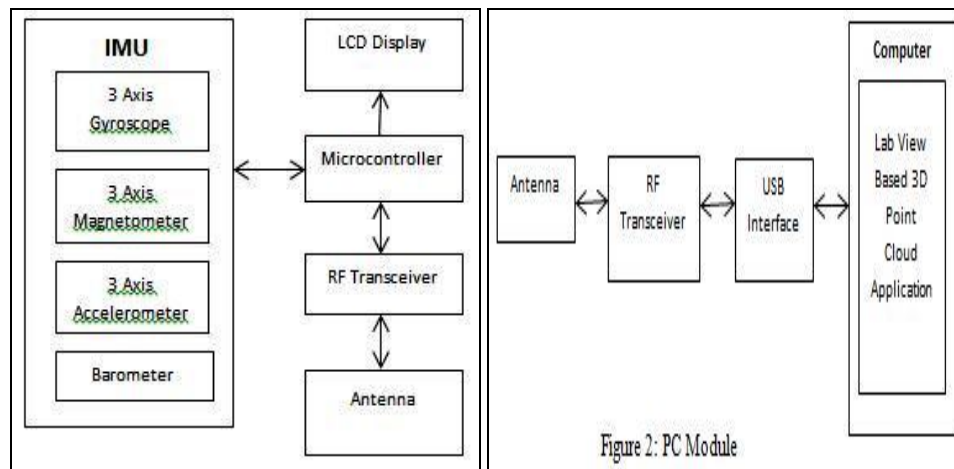 IMU
3 Axis
Gyroscope
3 Axis
Magnetometer
3 Axis
Accelerometer
Barometer
LCD Display
Microcontroller
RF Transceiver
Antenna
Antenna
RF
Transceiver
USB
Interface
Computer
Lab View
Based 3D
Point
Cloud
Application
Figure 2: PC Module